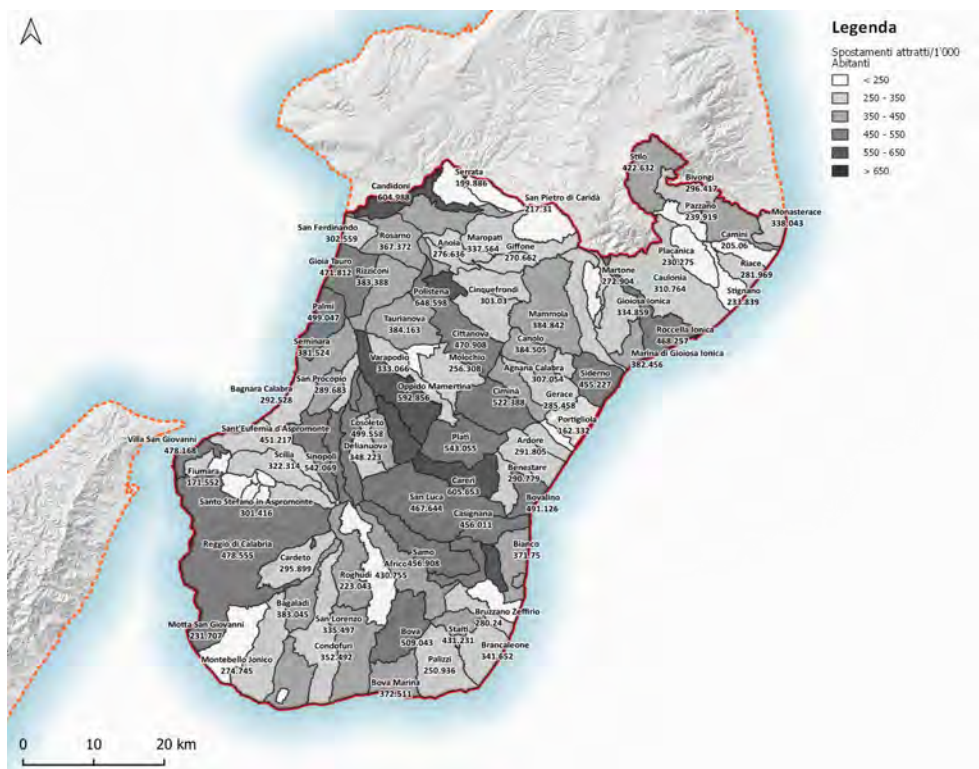 Legenda
Spostamenti attratti/1'000
Abitanti
< 250
250 - 350
350 - 450
450 - 550
550 - 650
> 650
Stilo
422.632
Bivongi
296.417
Serrata
199.886
Candidoni
604.988
San Pietro di Caridà
217.31
Pazzano
239.919
Monasterace
338.043
San Ferdinando
302.559
Rosarno
367.372
Anoia
276.636
Maropati
337.564
Giffone
270.662
Camini
205.06
Placanica
230.275
Riace
281.969
Gioia Tauro
471.812
Rizziconi
383.388
Polistena
648.598
Cinquefrondi
303.03
Martone
272.904
Caulonia
310.764
Stignano
231.839
Palmi
499.047
Taurianova
384.163
Mammola
384.842
Gioiosa Ionica
334.859
Roccella Ionica
468.257
Seminara
381.524
Cittanova
470.908
Canolo
384.505
Marina di Gioiosa Ionica
382.456
Varapodio
333.066
Molochio
256.308
Agnana Calabra
307.054
Siderno
455.227
San Procopio
289.683
Bagnara Calabra
292.528
Oppido Mamertina
592.856
Ciminà
522.388
Gerace
285.458
Portigliola
162.332
Sant'Eufemia d'Aspromonte
451.217
Cosoleto
499.558
Villa San Giovanni
478.168
Platì
543.055
Ardore
291.805
Scilla
322.314
Sinopoli
542.069
Delianuova
348.223
Fiumara
171.552
Careri
605.653
Benestare
290.779
Santo Stefano in Aspromonte
301.416
San Luca
467.644
Bovalino
491.126
Casignana
456.011
Reggio di Calabria
478.555
Bianco
371.75
Cardeto
295.899
Samo
456.908
Africo
430.755
Roghudi
223.043
Bagaladi
383.045
San Lorenzo
335.497
Bruzzano Zeffirio
280.24
Motta San Giovanni
231.707
Bova
509.043
Staiti
431.231
Condofuri
352.492
Brancaleone
341.652
Montebello Jonico
274.745
Palizzi
250.936
Bova Marina
372.511
0 10 20 km